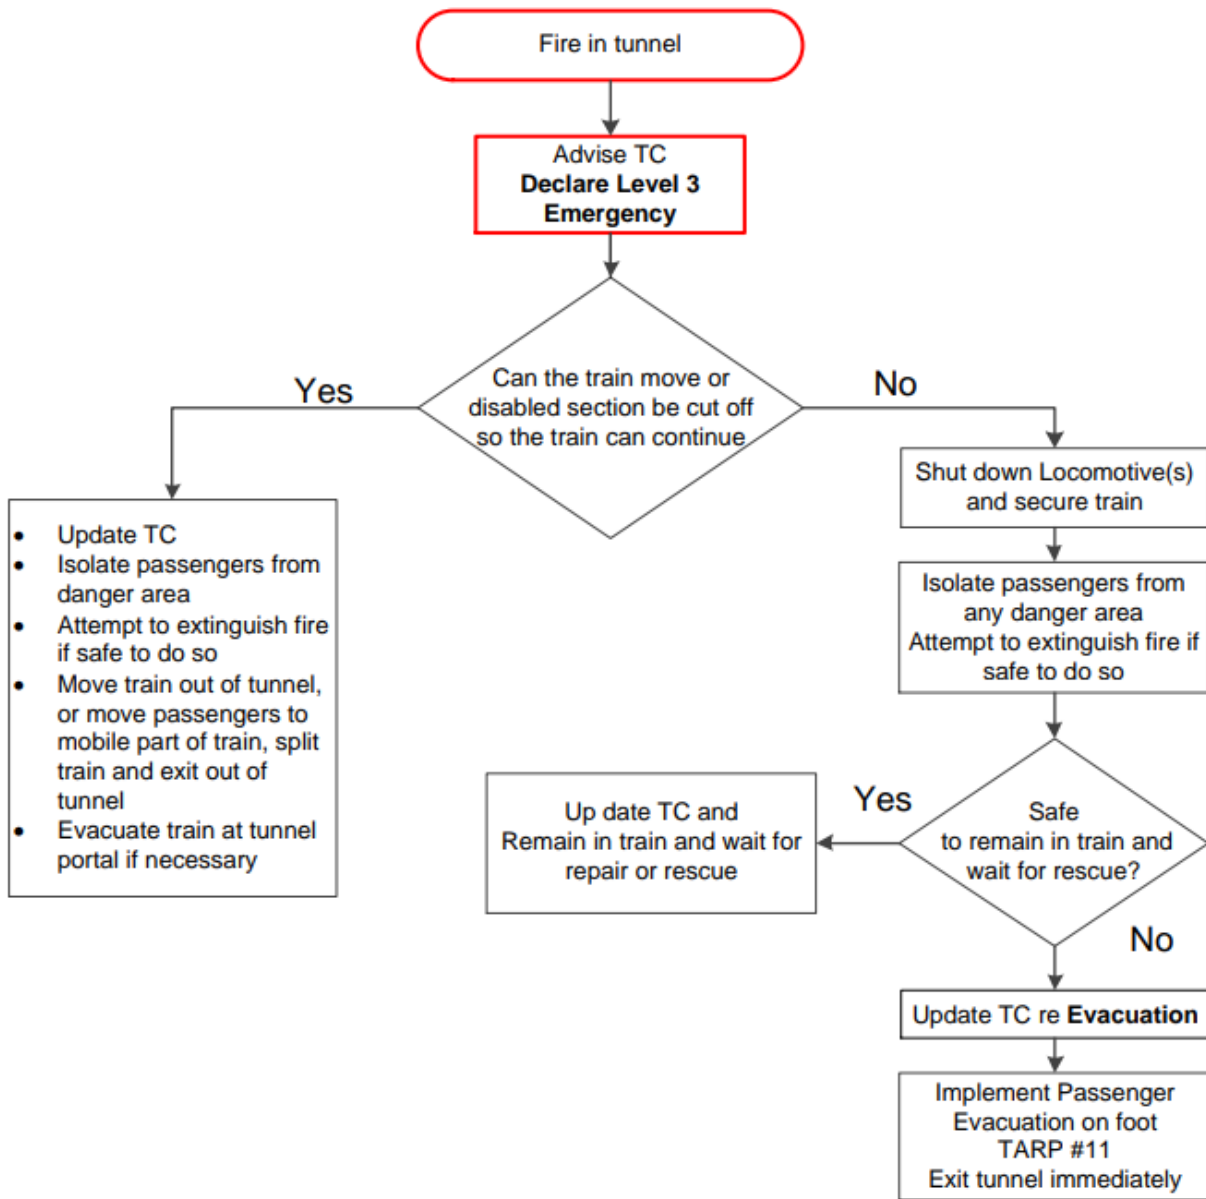 Fire in tunnel
Advise TC
Declare Level 3
Emergency
Can the train move or
disabled section be cut off
so the train can continue
Yes
No
• Update TC
• Isolate passengers from
danger area
• Attempt to extinguish fire
if safe to do so
• Move train out of tunnel,
or move passengers to
mobile part of train, split
train and exit out of
tunnel
• Evacuate train at tunnel
portal if necessary
Shut down Locomotive(s)
and secure train
Isolate passengers from
any danger area
Attempt to extinguish fire if
safe to do so
Safe
to remain in train and
wait for rescue?
Yes
Up date TC and
Remain in train and wait for
repair or rescue
No
Update TC re Evacuation
Implement Passenger
Evacuation on foot
TARP #11
Exit tunnel immediately